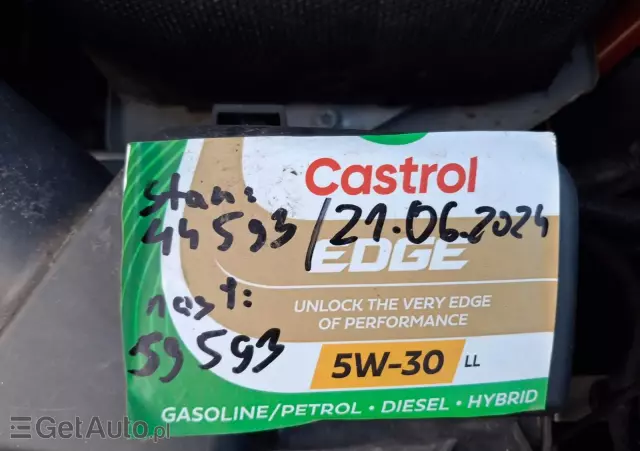 Castrol
stan:
44593/21.06.2024
EDGE
UNLOCK THE VERY EDGE
OF PERFORMANCE
nast:
59593
5W-30 LL
GASOLINE/PETROL • DIESEL • HYBRID
GetAuto.pl